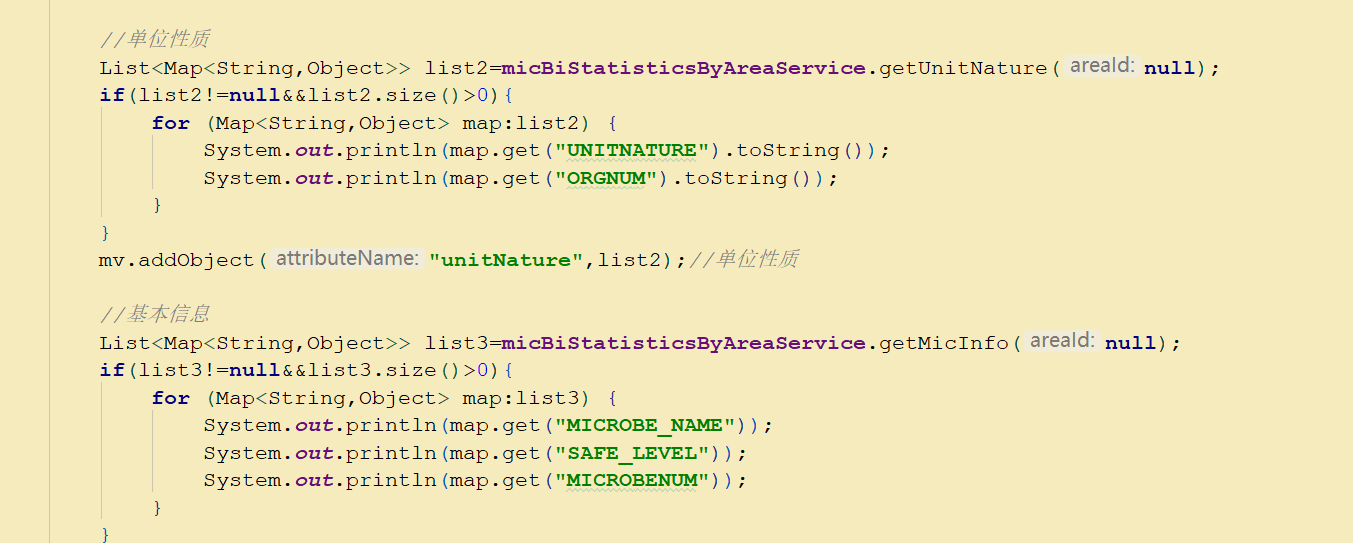 //单位性质
List<Map<String,Object>> list2=micBiStatisticsByAreaService.getUnitNature( areaId: null);
if(list2!=null&&list2.size()>0){
for (Map<String,Object> map:list2) {
System.out.println(map.get("UNITNATURE").toString());
System.out.println(map.get("ORGNUM").toString());
}
}
mv.addObject( attributeName: "unitNature",list2);//单位性质
//基本信息
List<Map<String,Object>> list3=micBiStatisticsByAreaService.getMicInfo( areaId: null);
if(list3!=null&&list3.size()>0){
for (Map<String,Object> map:list3) {
System.out.println(map.get("MICROBE_NAME"));
System.out.println(map.get("SAFE_LEVEL"));
System.out.println(map.get("MICROBENUM"));
}
}